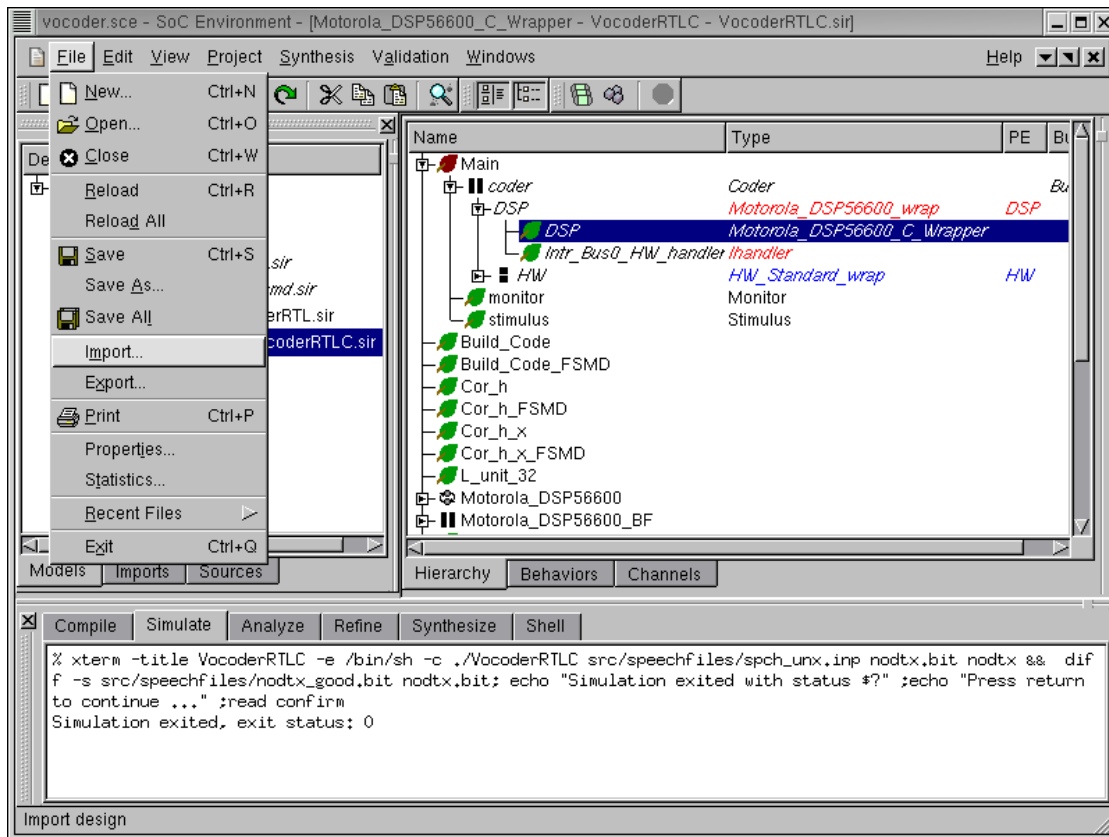 vocoder.sce - SoC Environment - [Motorola_DSP56600_C_Wrapper - VocoderRTLC - VocoderRTLC.sir]
File Edit View Project Synthesis Validation Windows Help
New... Ctrl+N
Open... Ctrl+O
Close Ctrl+W
Reload Ctrl+R
Reload All
Save Ctrl+S
Save As...
Save All
Import...
Export...
Print Ctrl+P
Properties...
Statistics...
Recent Files
Exit Ctrl+Q
De
.sir
md.sir
erRTL.sir
coderRTLC.sir
Models Imports Sources
Name Type PE Bu
Main
coder Coder Bu
DSP Motorola_DSP56600_wrap DSP
DSP Motorola_DSP56600_C_Wrapper
Intr_Bus0_HW_handler Ihandler
HW HW_Standard_wrap HW
monitor Monitor
stimulus Stimulus
Build_Code
Build_Code_FSMD
Cor_h
Cor_h_FSMD
Cor_h_x
Cor_h_x_FSMD
L_unit_32
Motorola_DSP56600
Motorola_DSP56600_BF
Hierarchy Behaviors Channels
Compile Simulate Analyze Refine Synthesize Shell
% xterm -title VocoderRTLC -e /bin/sh -c ./VocoderRTLC src/speechfiles/spch_unx.inp nodtx.bit nodtx && dif
f -s src/speechfiles/nodtx_good.bit nodtx.bit; echo "Simulation exited with status $?" ;echo "Press return
to continue ..." ;read confirm
Simulation exited, exit status: 0
Import design